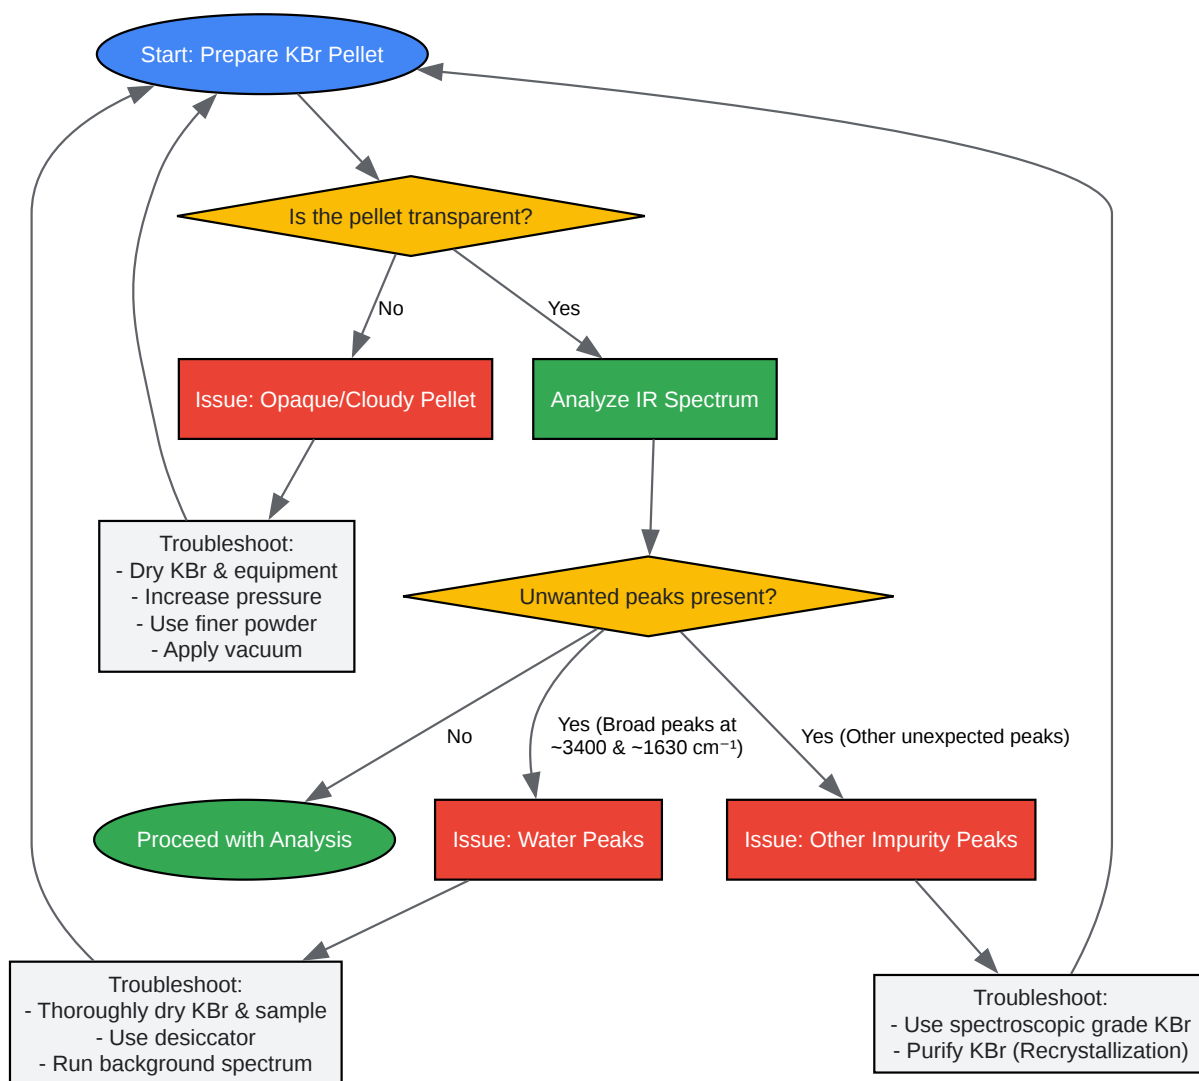 Start: Prepare KBr Pellet
Is the pellet transparent?
No
Yes
Issue: Opaque/Cloudy Pellet
Analyze IR Spectrum
Troubleshoot:
- Dry KBr & equipment
- Increase pressure
- Use finer powder
- Apply vacuum
Unwanted peaks present?
No
Yes (Broad peaks at
~3400 & ~1630 cm⁻¹)
Yes (Other unexpected peaks)
Proceed with Analysis
Issue: Water Peaks
Issue: Other Impurity Peaks
Troubleshoot:
- Thoroughly dry KBr & sample
- Use desiccator
- Run background spectrum
Troubleshoot:
- Use spectroscopic grade KBr
- Purify KBr (Recrystallization)